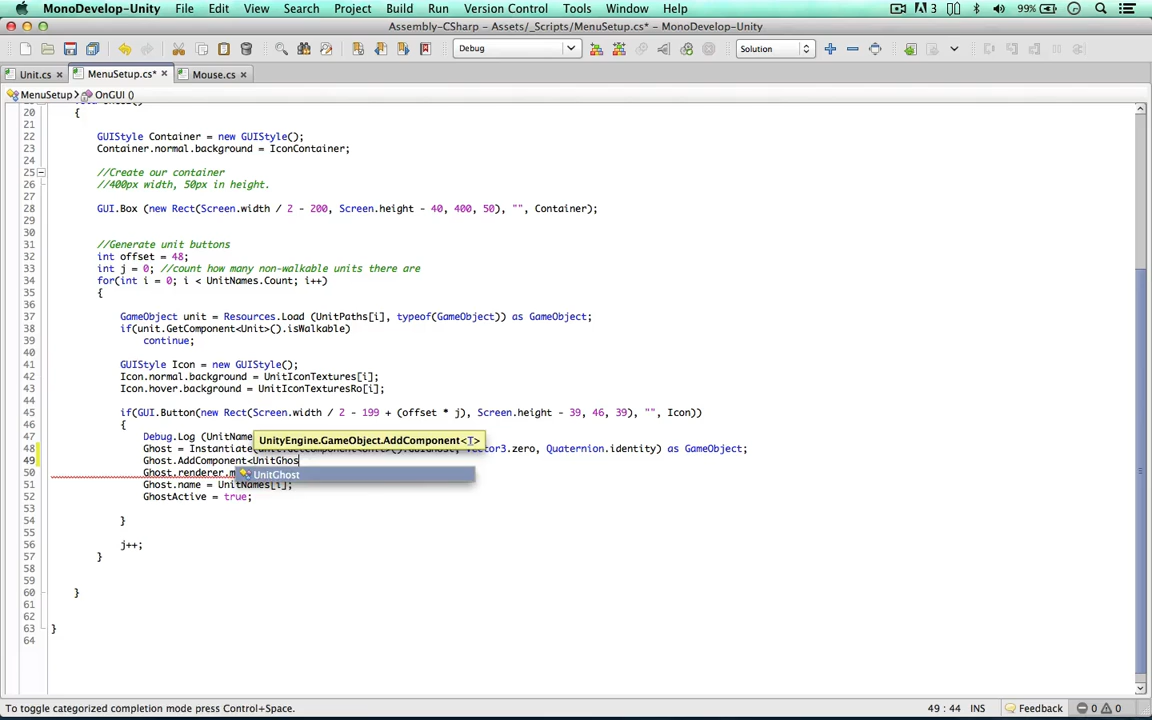 MonoDevelop-Unity File Edit View Search Project Build Run Version Control Tools Window Help 3 99%
Assembly-CSharp - Assets/_Scripts/MenuSetup.cs* - MonoDevelop-Unity
Debug Solution
Unit.cs MenuSetup.cs* Mouse.cs
MenuSetup OnGUI ()
20 {
21
22 GUIStyle Container = new GUIStyle();
23 Container.normal.background = IconContainer;
24
25 //Create our container
26 //400px width, 50px in height.
27
28 GUI.Box (new Rect(Screen.width / 2 - 200, Screen.height - 40, 400, 50), "", Container);
29
30
31 //Generate unit buttons
32 int offset = 48;
33 int j = 0; //count how many non-walkable units there are
34 for(int i = 0; i < UnitNames.Count; i++)
35 {
36
37 GameObject unit = Resources.Load (UnitPaths[i], typeof(GameObject)) as GameObject;
38 if(unit.GetComponent<Unit>().isWalkable)
39 continue;
40
41 GUIStyle Icon = new GUIStyle();
42 Icon.normal.background = UnitIconTextures[i];
43 Icon.hover.background = UnitIconTexturesRo[i];
44
45 if(GUI.Button(new Rect(Screen.width / 2 - 199 + (offset * j), Screen.height - 39, 46, 39), "", Icon))
46 {
47 Debug.Log (UnitName
UnityEngine.GameObject.AddComponent<T>
48 Ghost = Instantiate(unit.GetComponent<Unit>().GUIGhost, Vector3.zero, Quaternion.identity) as GameObject;
49 Ghost.AddComponent<UnitGhos
50 Ghost.renderer.m
UnitGhost
51 Ghost.name = UnitNames[i];
52 GhostActive = true;
53
54 }
55
56 j++;
57 }
58
59
60 }
61
62
63 }
64
To toggle categorized completion mode press Control+Space. 49 : 44 INS Feedback 0 0